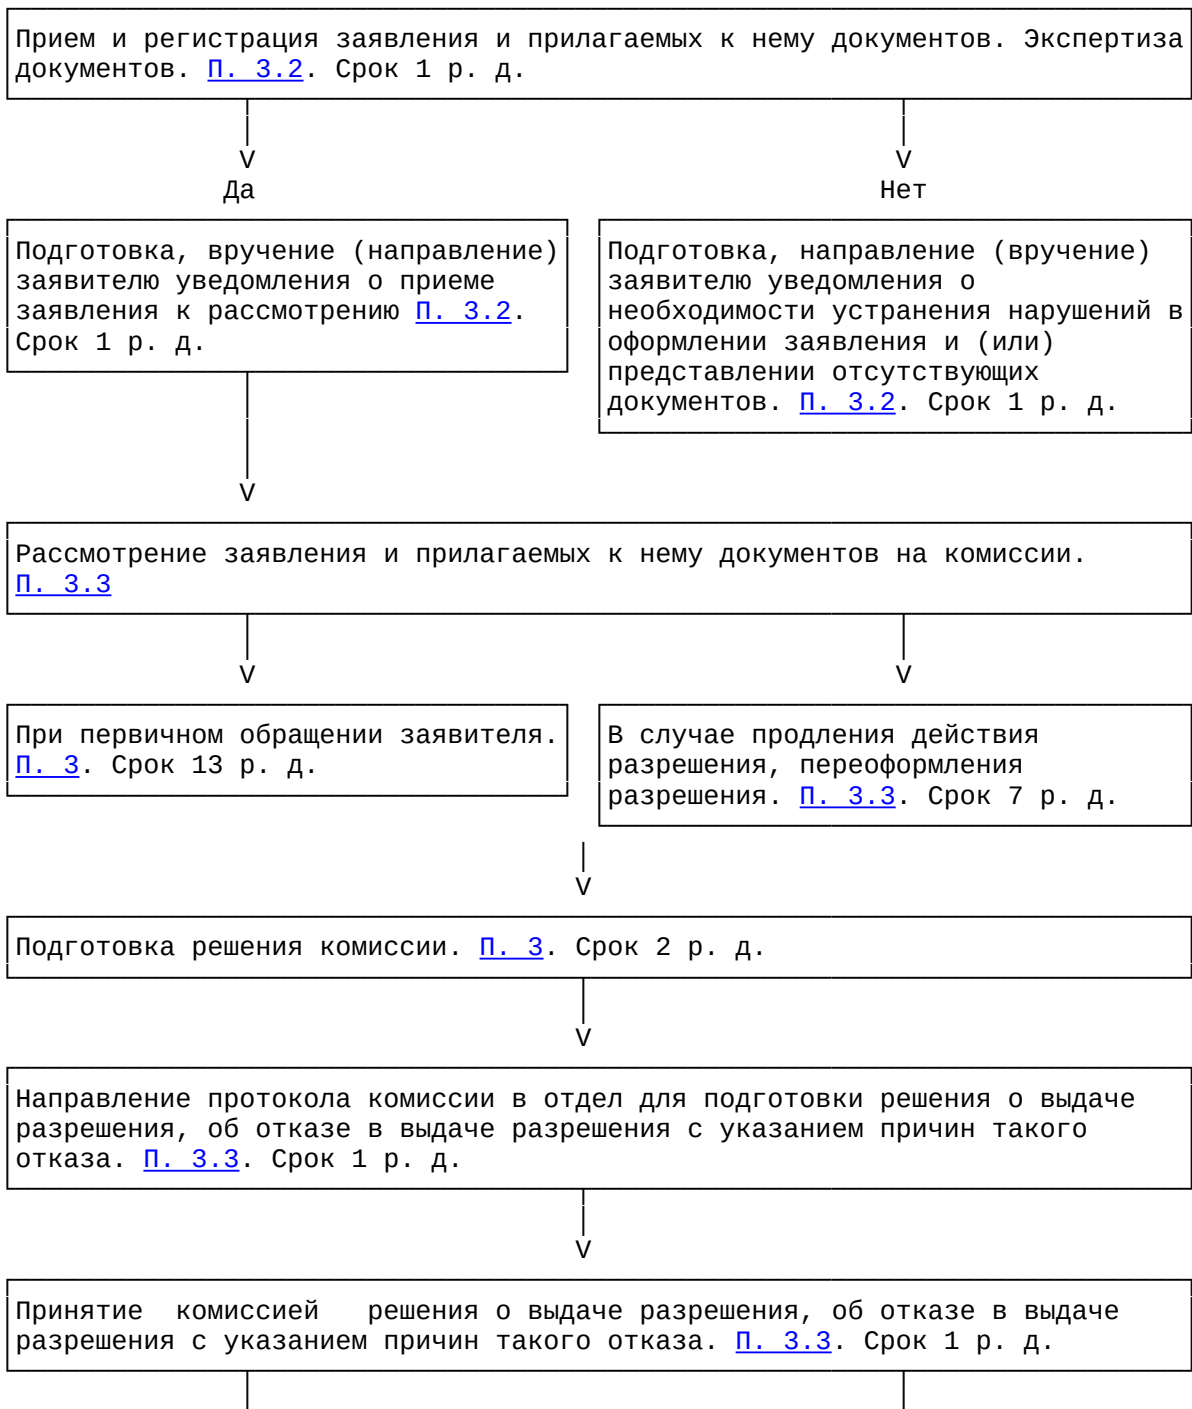 Прием и регистрация заявления и прилагаемых к нему документов. Экспертиза
документов. П. 3.2. Срок 1 р. д.
V
V
Да
Нет
Подготовка, вручение (направление)
заявителю уведомления о приеме
заявления к рассмотрению П. 3.2.
Срок 1 р. д.
Подготовка, направление (вручение)
заявителю уведомления о
необходимости устранения нарушений в
оформлении заявления и (или)
представлении отсутствующих
документов. П. 3.2. Срок 1 р. д.
V
Рассмотрение заявления и прилагаемых к нему документов на комиссии.
П. 3.3
V
V
При первичном обращении заявителя.
П. 3. Срок 13 р. д.
В случае продления действия
разрешения, переоформления
разрешения. П. 3.3. Срок 7 р. д.
V
Подготовка решения комиссии. П. 3. Срок 2 р. д.
V
Направление протокола комиссии в отдел для подготовки решения о выдаче
разрешения, об отказе в выдаче разрешения с указанием причин такого
отказа. П. 3.3. Срок 1 р. д.
V
Принятие комиссией решения о выдаче разрешения, об отказе в выдаче
разрешения с указанием причин такого отказа. П. 3.3. Срок 1 р. д.